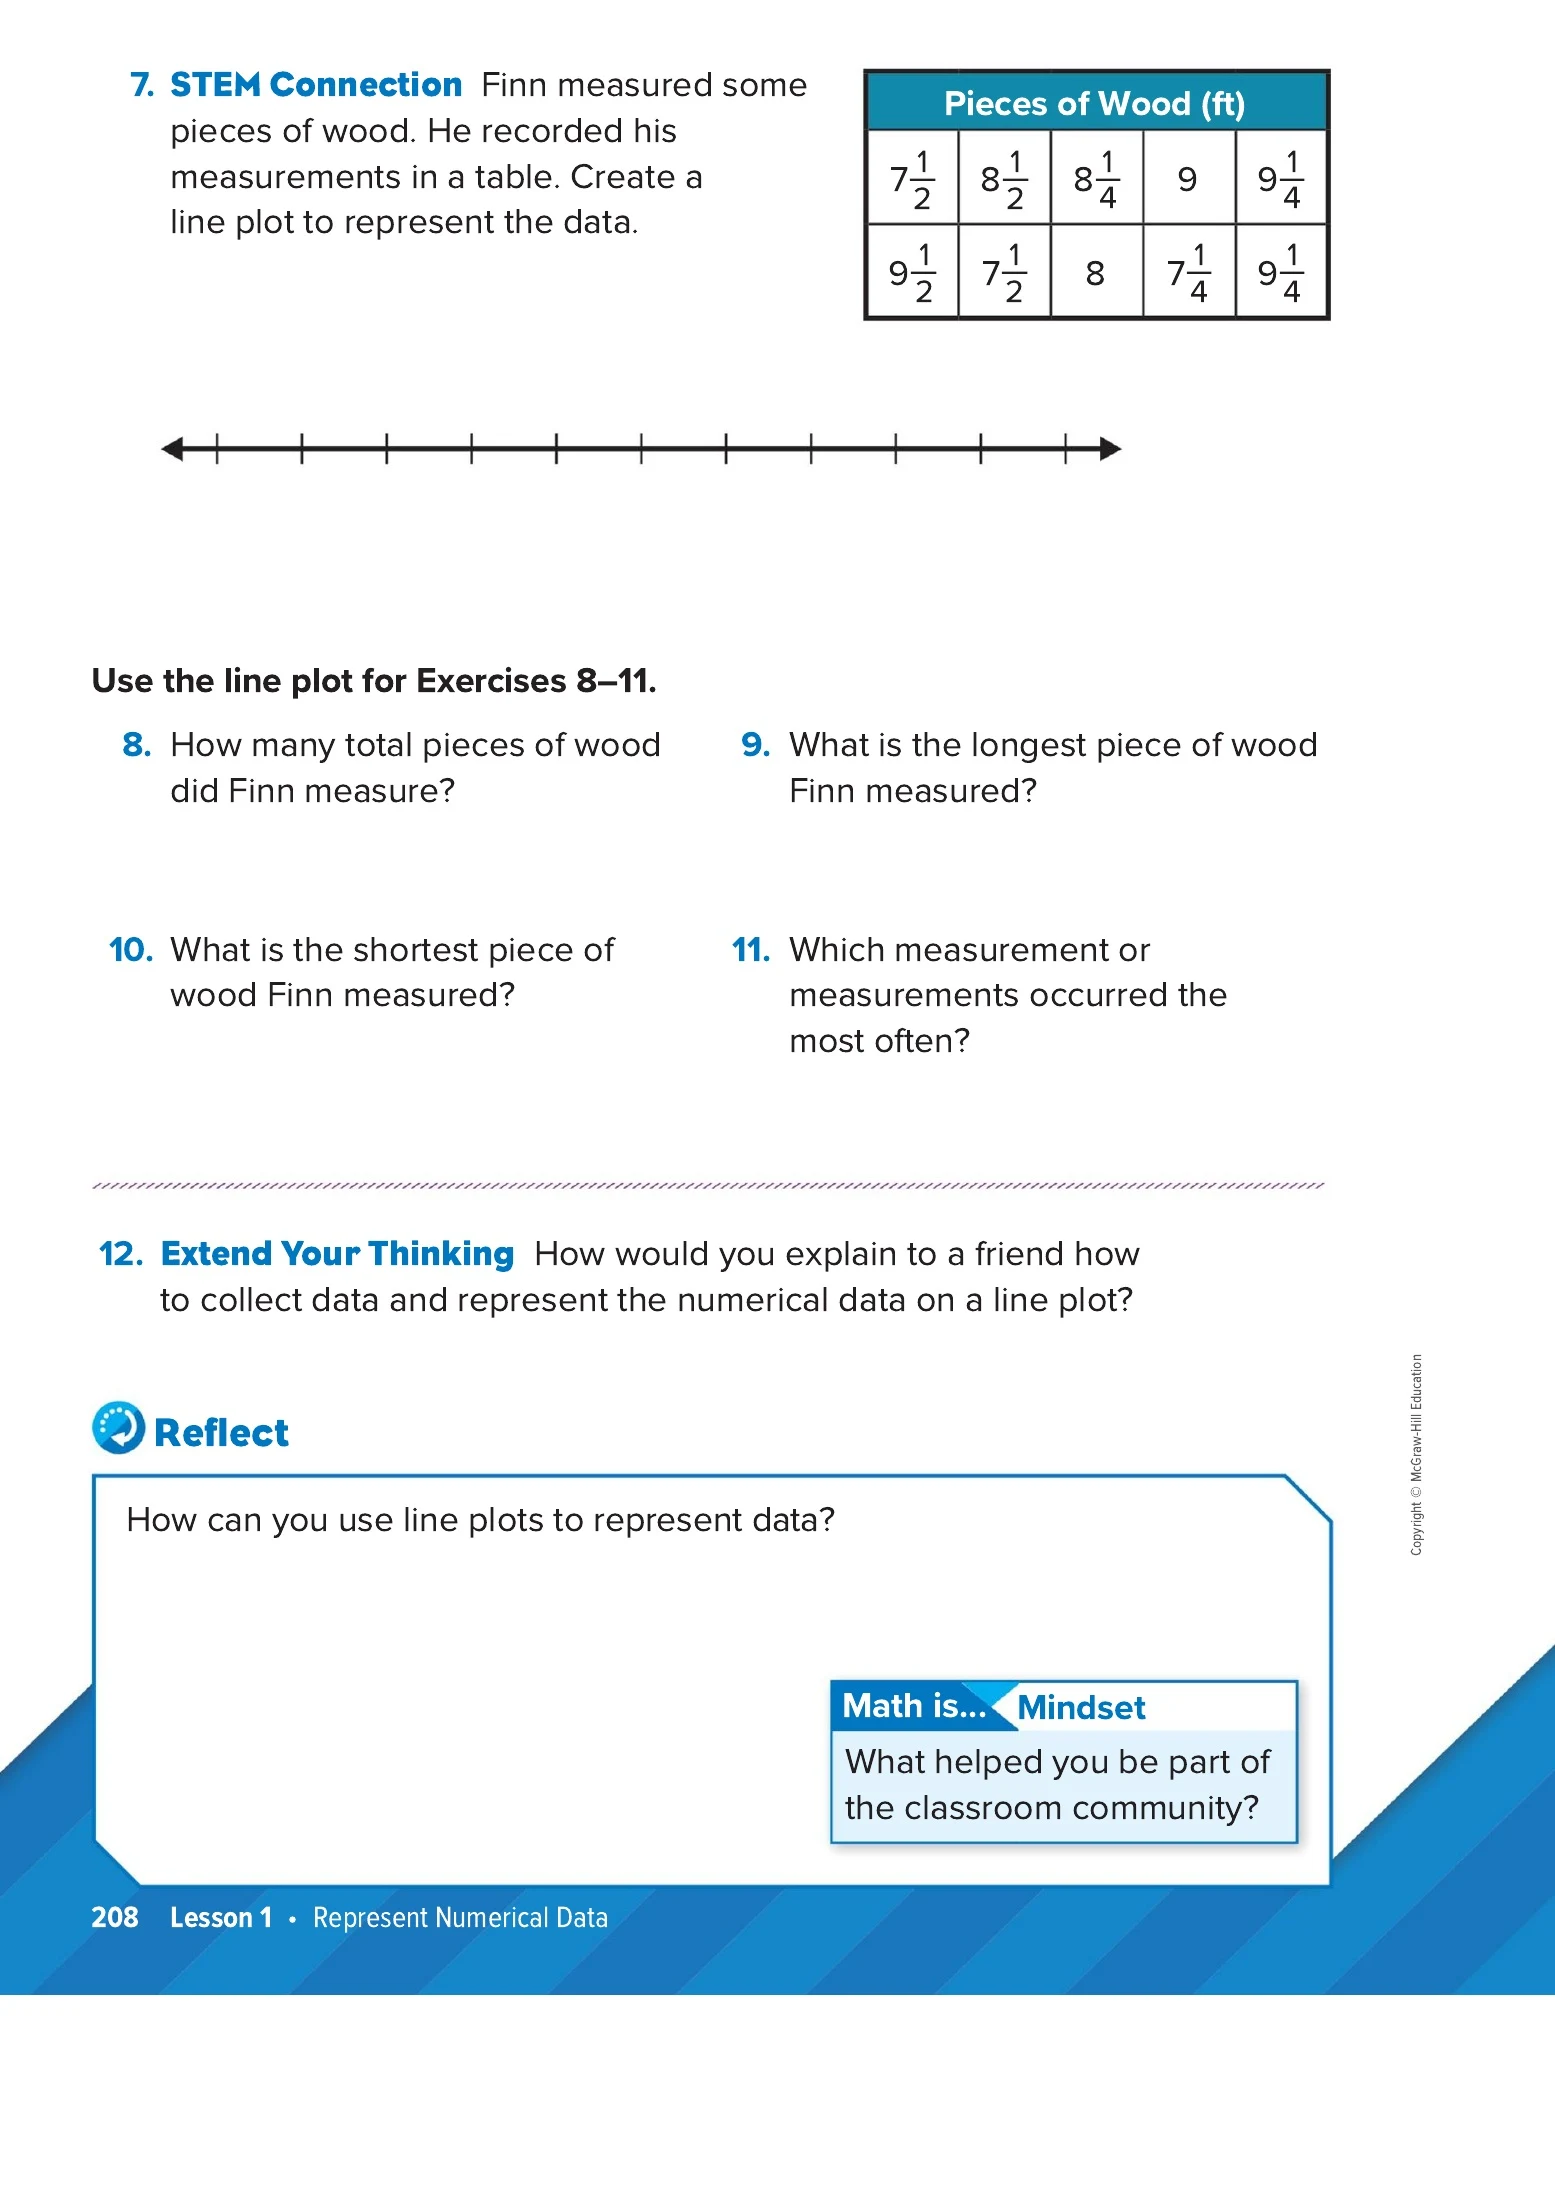 7. STEM Connection Finn measured some
pieces of wood. He recorded his
measurements in a table. Create a
line plot to represent the data.
Pieces of Wood (ft)
7 1/2 8 1/2 8 1/4 9 9 1/4
9 1/2 7 1/2 8 7 1/4 9 1/4
Use the line plot for Exercises 8–11.
8. How many total pieces of wood
did Finn measure?
9. What is the longest piece of wood
Finn measured?
10. What is the shortest piece of
wood Finn measured?
11. Which measurement or
measurements occurred the
most often?
12. Extend Your Thinking How would you explain to a friend how
to collect data and represent the numerical data on a line plot?
Reflect
How can you use line plots to represent data?
Math is... Mindset
What helped you be part of
the classroom community?
Copyright © McGraw-Hill Education
208 Lesson 1 • Represent Numerical Data